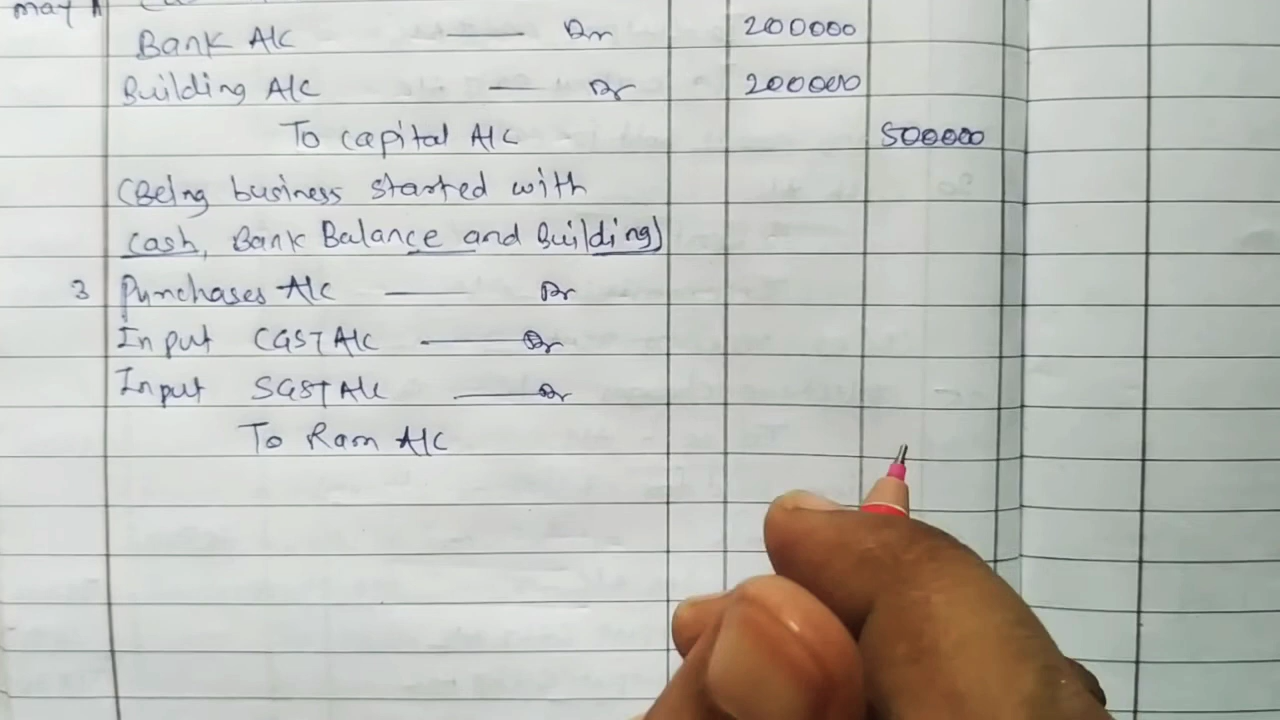 may 1
Bank A/c —— Dr 200000
Building A/c — Dr 200000
To Capital A/c 500000
(Being business started with
cash, Bank Balance and Building)
3 Purchases A/c —— Dr
Input CGST A/c —— Dr
Input SGST A/c —— Dr
To Ram A/c